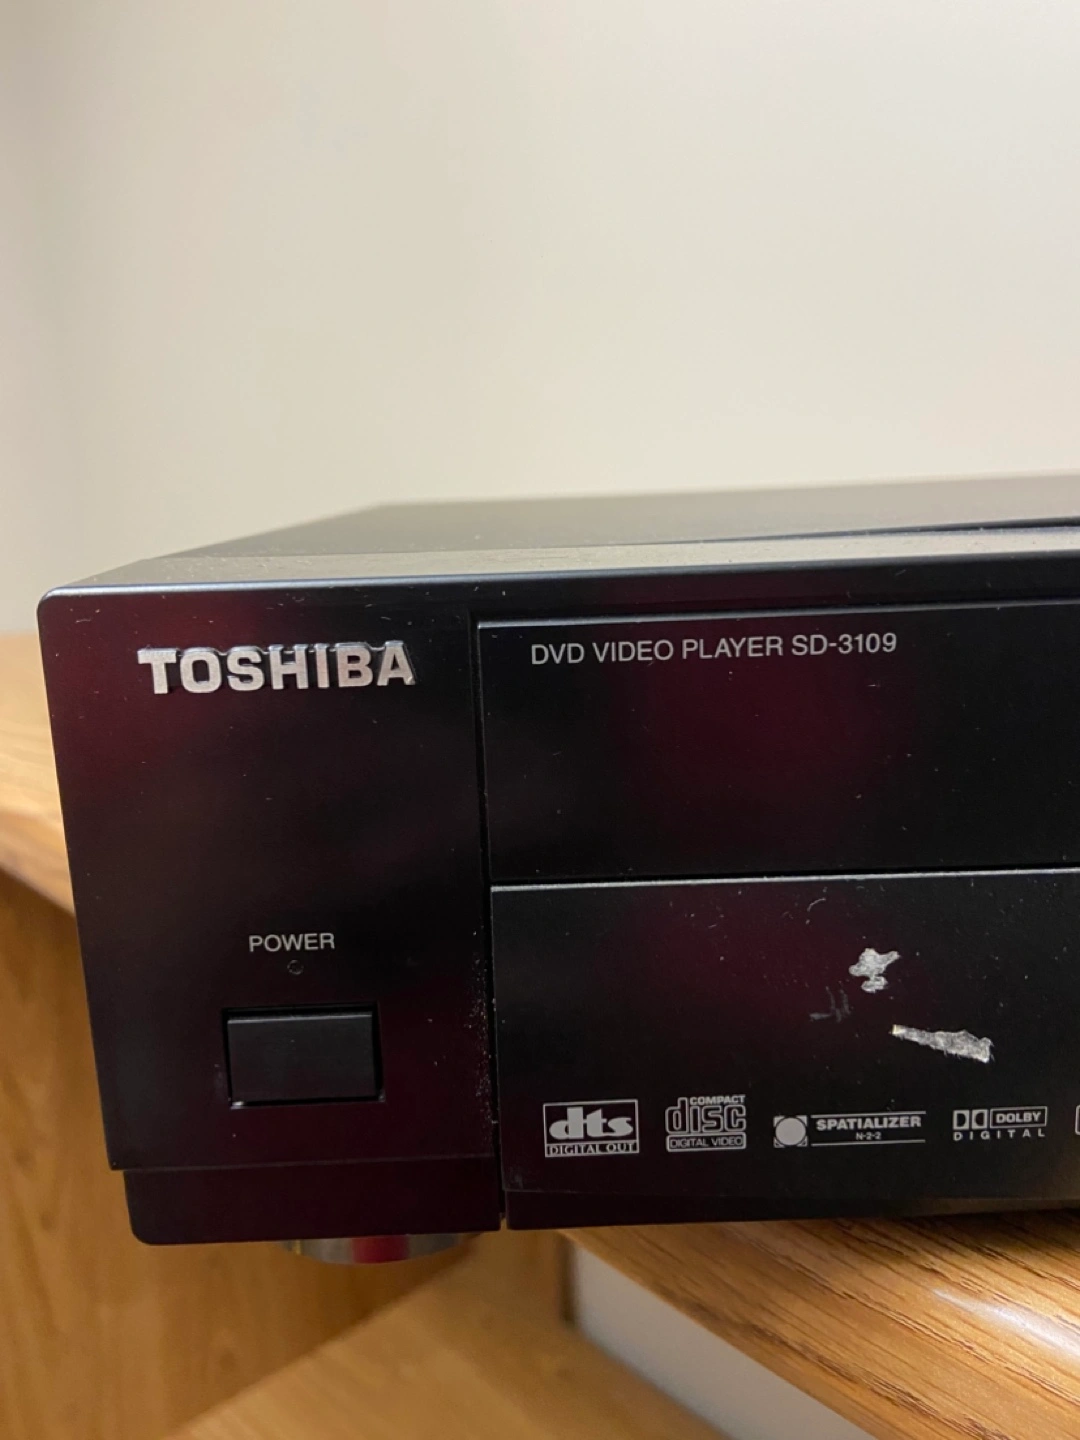 TOSHIBA
DVD VIDEO PLAYER SD-3109
POWER
dts
DIGITAL OUT
COMPACT
disc
DIGITAL VIDEO
SPATIALIZER
N-2-2
DOLBY
DIGITAL